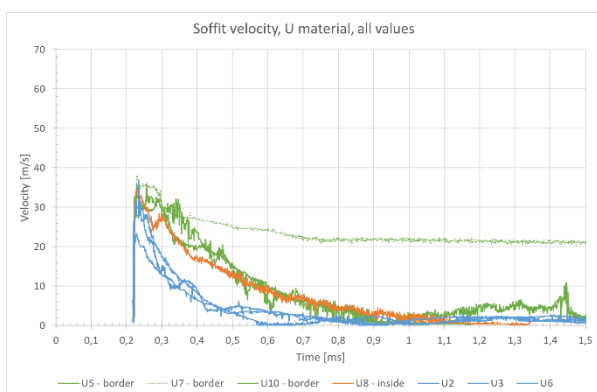 Soffit velocity, U material, all values
70
60
50
40
30
20
10
0
Velocity [m/s]
0 0,1 0,2 0,3 0,4 0,5 0,6 0,7 0,8 0,9 1 1,1 1,2 1,3 1,4 1,5
Time [ms]
U5 - border U7 - border U10 - border U8 - inside U2 U3 U6